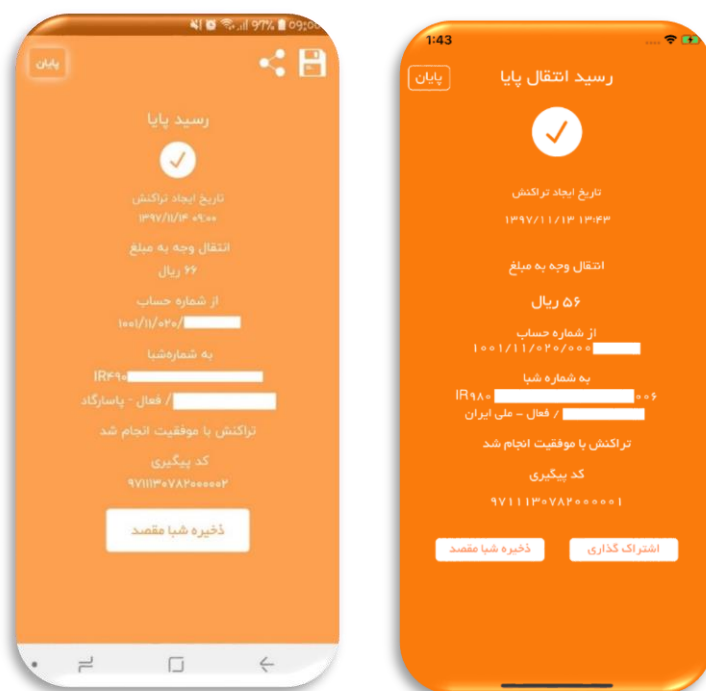 97% 09:00
پایان
رسید پایا
تاریخ ایجاد تراکنش
۱۳۹۷/۱۱/۱۴ ۰۹:۰۰
انتقال وجه به مبلغ
۶۶ ریال
از شماره حساب
۱۰۰۱/۱۱/۰۲۰/
به شماره‌شبا
IR۴۹۰
/ فعال - پاسارگاد
تراکنش با موفقیت انجام شد
کد پیگیری
۹۷۱۱۱۳۰۷۸۲۰۰۰۰۰۲
ذخیره شبا مقصد
1:43
رسید انتقال پایا
پایان
تاریخ ایجاد تراکنش
۱۳۹۷/۱۱/۱۳ ۱۳:۴۳
انتقال وجه به مبلغ
۵۶ ریال
از شماره حساب
۱۰۰۱/۱۱/۰۲۰/۰۰۰
به شماره شبا
IR۹۸۰ ۰۰۶
/ فعال - ملی ایران
تراکنش با موفقیت انجام شد
کد پیگیری
۹۷۱۱۱۳۰۷۸۲۰۰۰۰۰۱
اشتراک گذاری
ذخیره شبا مقصد